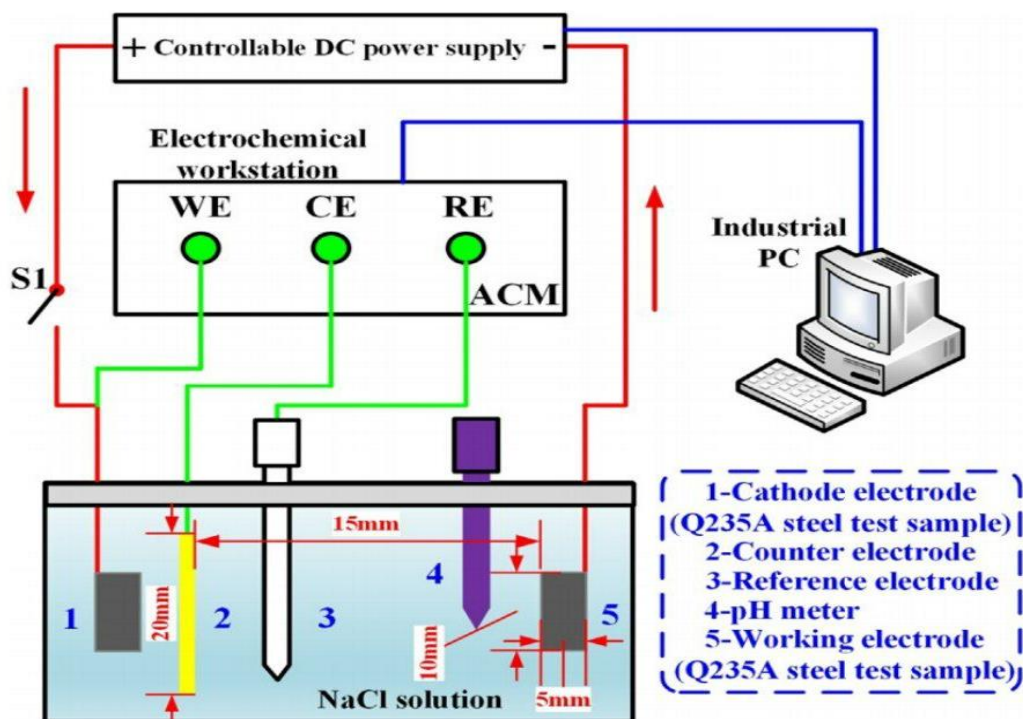 + Controllable DC power supply -
Electrochemical
workstation
WE CE RE
ACM
S1
Industrial
PC
15mm
20mm
10mm
5mm
1
2
3
4
5
NaCl solution
1-Cathode electrode
(Q235A steel test sample)
2-Counter electrode
3-Reference electrode
4-pH meter
5-Working electrode
(Q235A steel test sample)